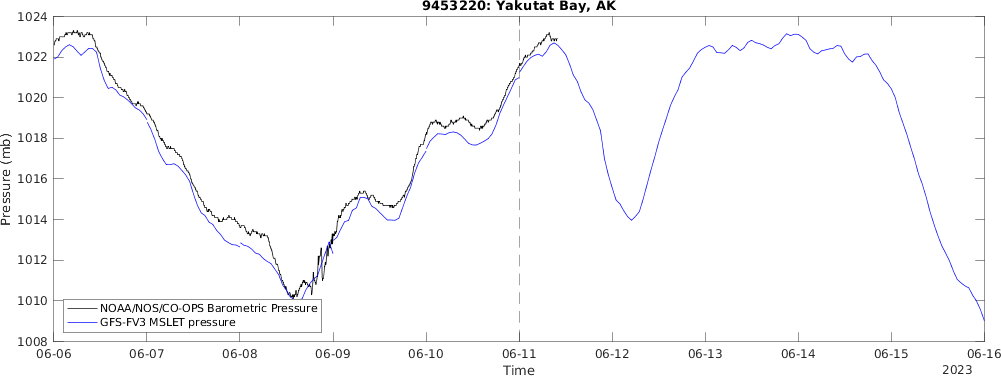 9453220: Yakutat Bay, AK
1024
1022
1020
1018
1016
1014
1012
1010
1008
Pressure (mb)
NOAA/NOS/CO-OPS Barometric Pressure
GFS-FV3 MSLET pressure
06-06 06-07 06-08 06-09 06-10 06-11 06-12 06-13 06-14 06-15 06-16
Time
2023